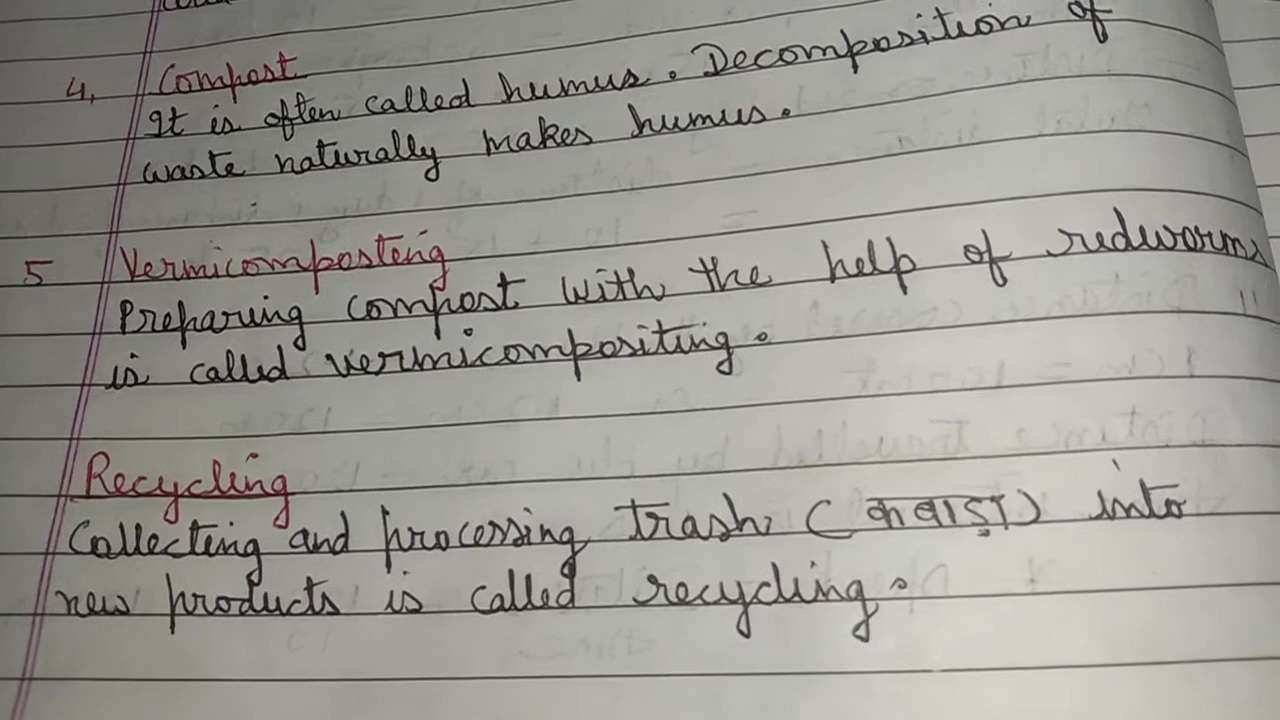 4, Compost
It is often called humus. Decomposition of
waste naturally makes humus.
5 Vermicomposting
Preparing compost with the help of redworms
is called vermicompositing.
Recycling
Collecting and processing trash (कबाड़ा) into
new products is called recycling.